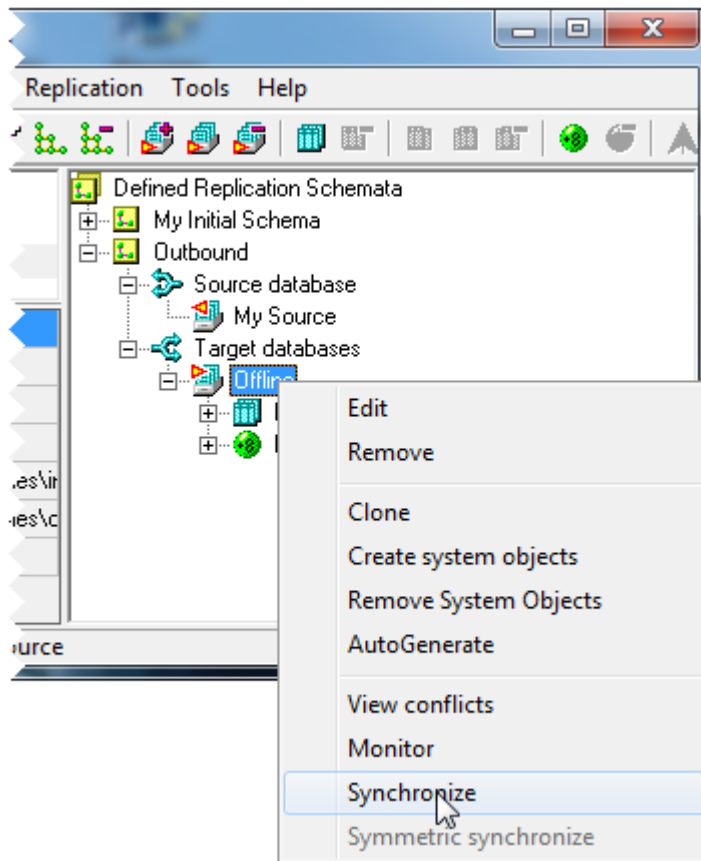 Replication Tools Help
Defined Replication Schemata
My Initial Schema
Outbound
Source database
My Source
Target databases
Offline
Edit
Remove
Clone
Create system objects
Remove System Objects
AutoGenerate
View conflicts
Monitor
Synchronize
Symmetric synchronize